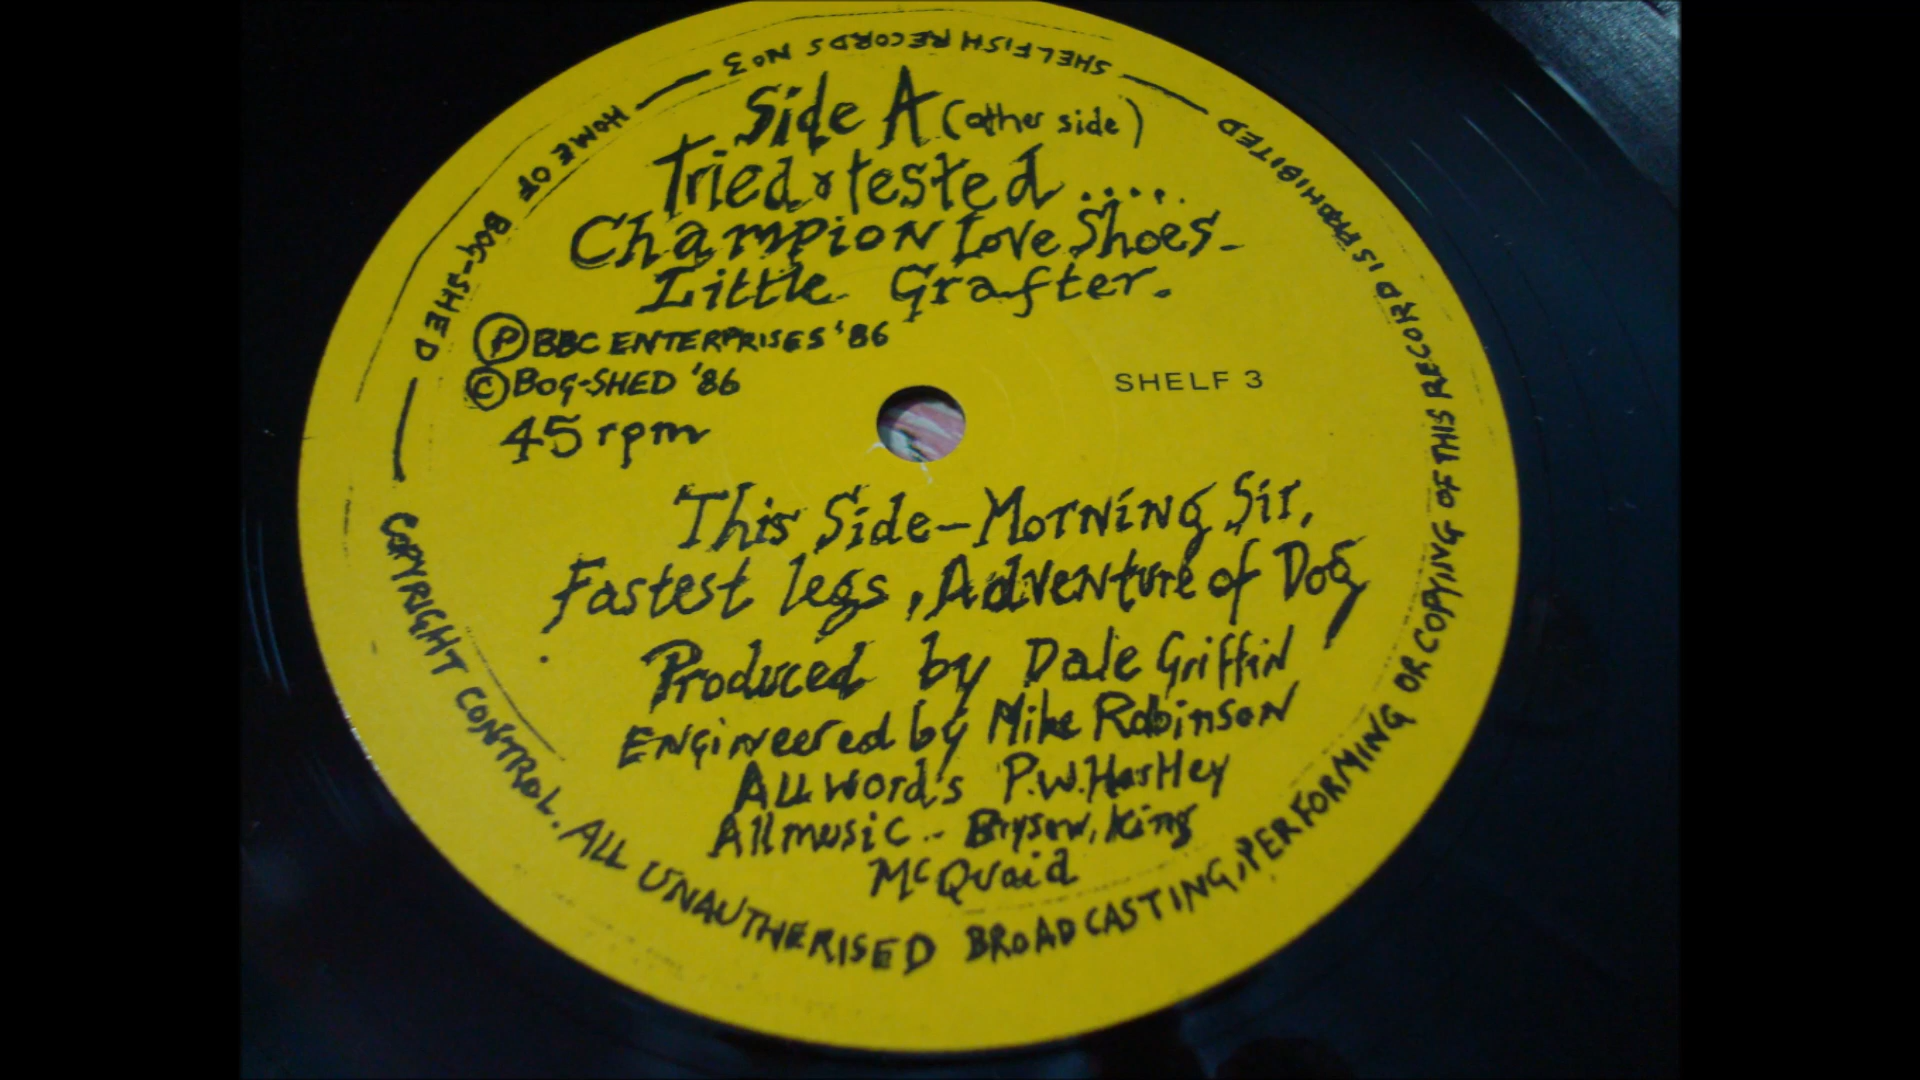 SHELFISH RECORDS NO3
HOME OF BOG-SHED
Side A (other side)
Tried & tested.....
Champion Love Shoes-
Little Grafter.
Ⓟ BBC ENTERPRISES '86
© BOG-SHED '86
45 rpm
SHELF 3
This Side-Morning Sir,
Fastest legs, Adventure of Dog
Produced by Dale Griffin
Engineered by Mike Robinson
All words P.W.Hartley
All music.. Bryson, King
McQuaid
COPYRIGHT CONTROL. ALL UNAUTHERISED BROADCASTING, PERFORMING OR COPYING OF THIS RECORD IS PROHIBITED